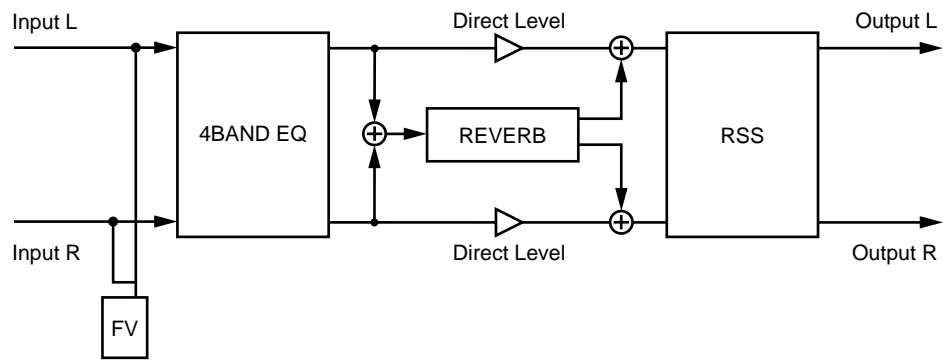 Input L
Direct Level
Output L
4BAND EQ
REVERB
RSS
Input R
Direct Level
Output R
FV